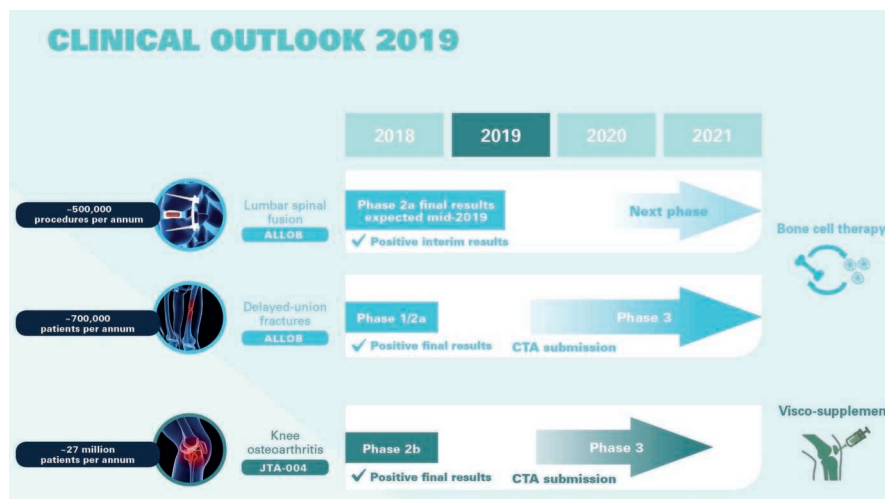 CLINICAL OUTLOOK 2019
2018
2019
2020
2021
~500,000
procedures per annum
Lumbar spinal
fusion
ALLOB
Phase 2a final results
expected mid-2019
✓ Positive interim results
Next phase
Bone cell therapy
~700,000
patients per annum
Delayed-union
fractures
ALLOB
Phase 1/2a
✓ Positive final results
CTA submission
Phase 3
~27 million
patients per annum
Knee
osteoarthritis
JTA-004
Phase 2b
✓ Positive final results
CTA submission
Phase 3
Visco-supplemen